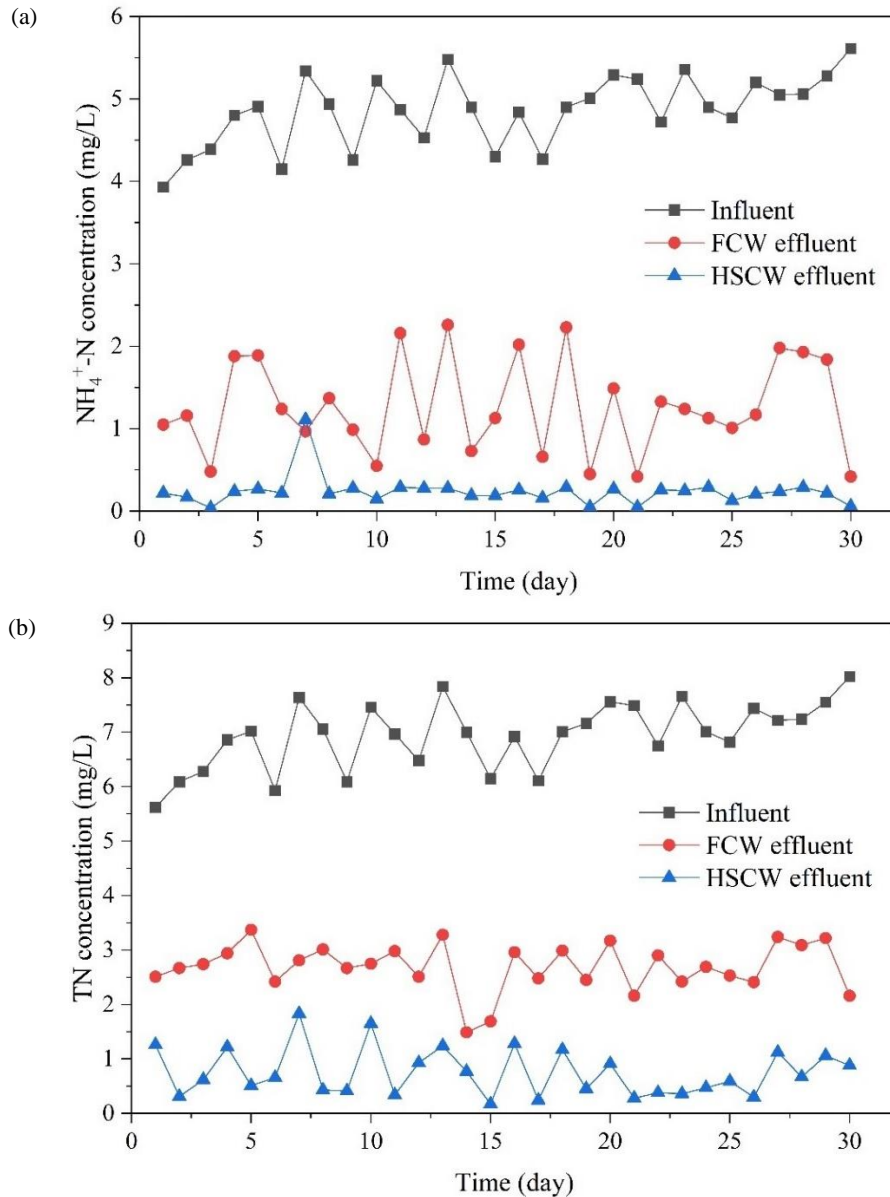 (a)
6
5
4
3
2
1
0
NH₄⁺-N concentration (mg/L)
Influent
FCW effluent
HSCW effluent
0 5 10 15 20 25 30
Time (day)
(b)
9
8
7
6
5
4
3
2
1
0
TN concentration (mg/L)
Influent
FCW effluent
HSCW effluent
0 5 10 15 20 25 30
Time (day)